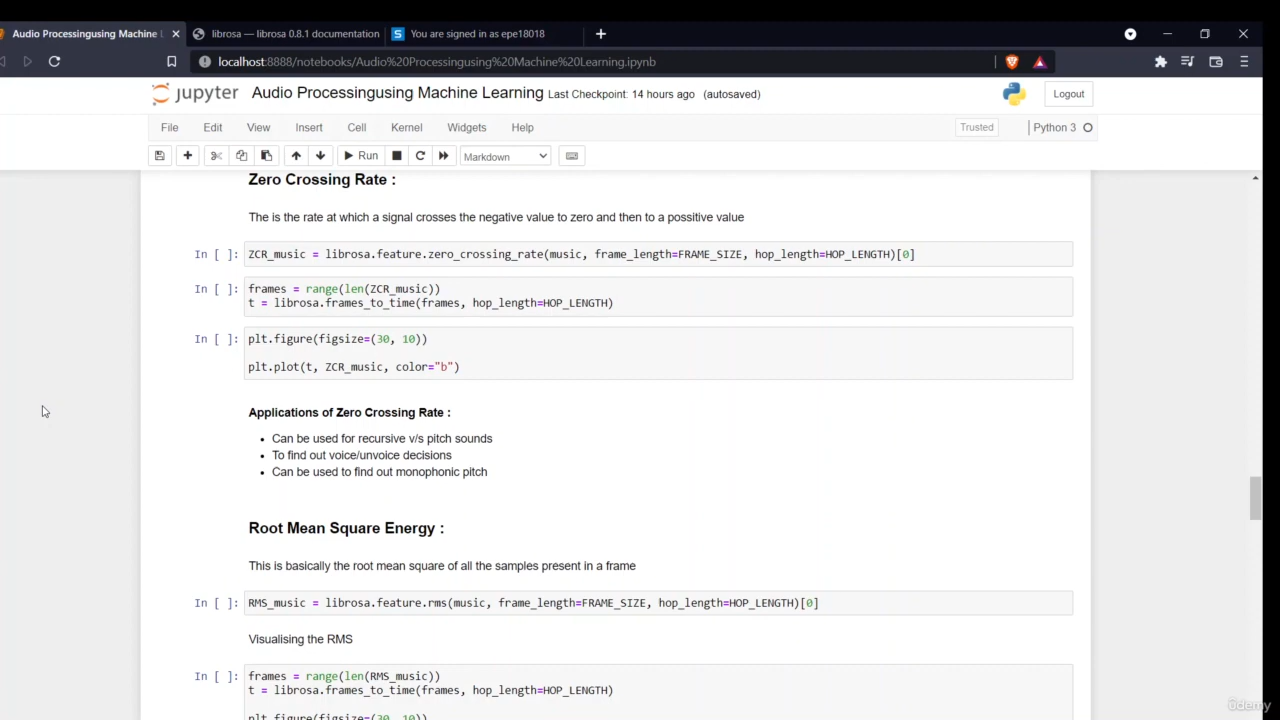 Audio Processingusing Machine L
librosa — librosa 0.8.1 documentation
S You are signed in as epe18018
localhost:8888/notebooks/Audio%20Processingusing%20Machine%20Learning.ipynb
jupyter Audio Processingusing Machine Learning Last Checkpoint: 14 hours ago (autosaved)
Logout
File Edit View Insert Cell Kernel Widgets Help
Trusted
Python 3
Run
Markdown
Zero Crossing Rate :
The is the rate at which a signal crosses the negative value to zero and then to a possitive value
In [ ]: ZCR_music = librosa.feature.zero_crossing_rate(music, frame_length=FRAME_SIZE, hop_length=HOP_LENGTH)[0]
In [ ]: frames = range(len(ZCR_music))
t = librosa.frames_to_time(frames, hop_length=HOP_LENGTH)
In [ ]: plt.figure(figsize=(30, 10))
plt.plot(t, ZCR_music, color="b")
Applications of Zero Crossing Rate :
• Can be used for recursive v/s pitch sounds
• To find out voice/unvoice decisions
• Can be used to find out monophonic pitch
Root Mean Square Energy :
This is basically the root mean square of all the samples present in a frame
In [ ]: RMS_music = librosa.feature.rms(music, frame_length=FRAME_SIZE, hop_length=HOP_LENGTH)[0]
Visualising the RMS
In [ ]: frames = range(len(RMS_music))
t = librosa.frames_to_time(frames, hop_length=HOP_LENGTH)
plt.figure(figsize=(30, 10))
ûdemy